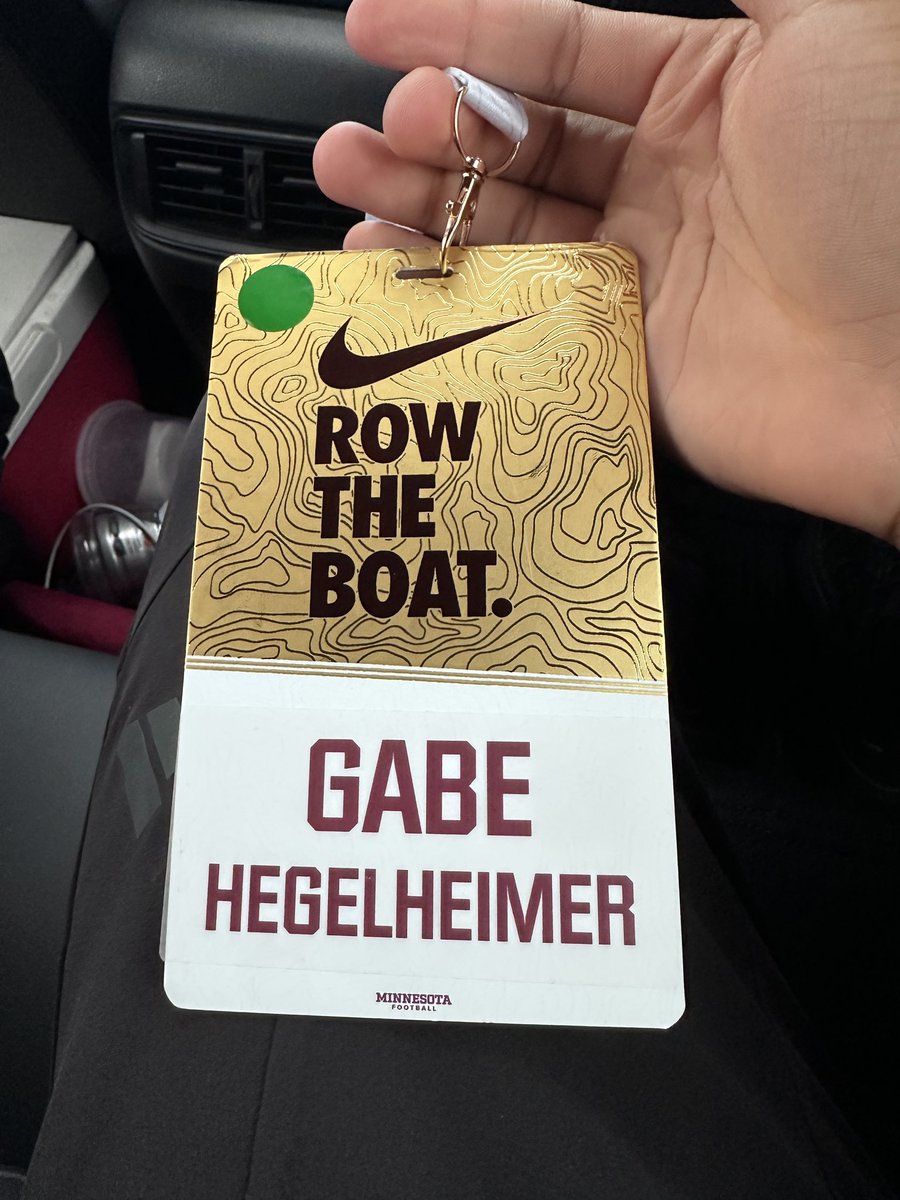 ROW
THE
BOAT.
GABE
HEGELHEIMER
MINNESOTA
FOOTBALL